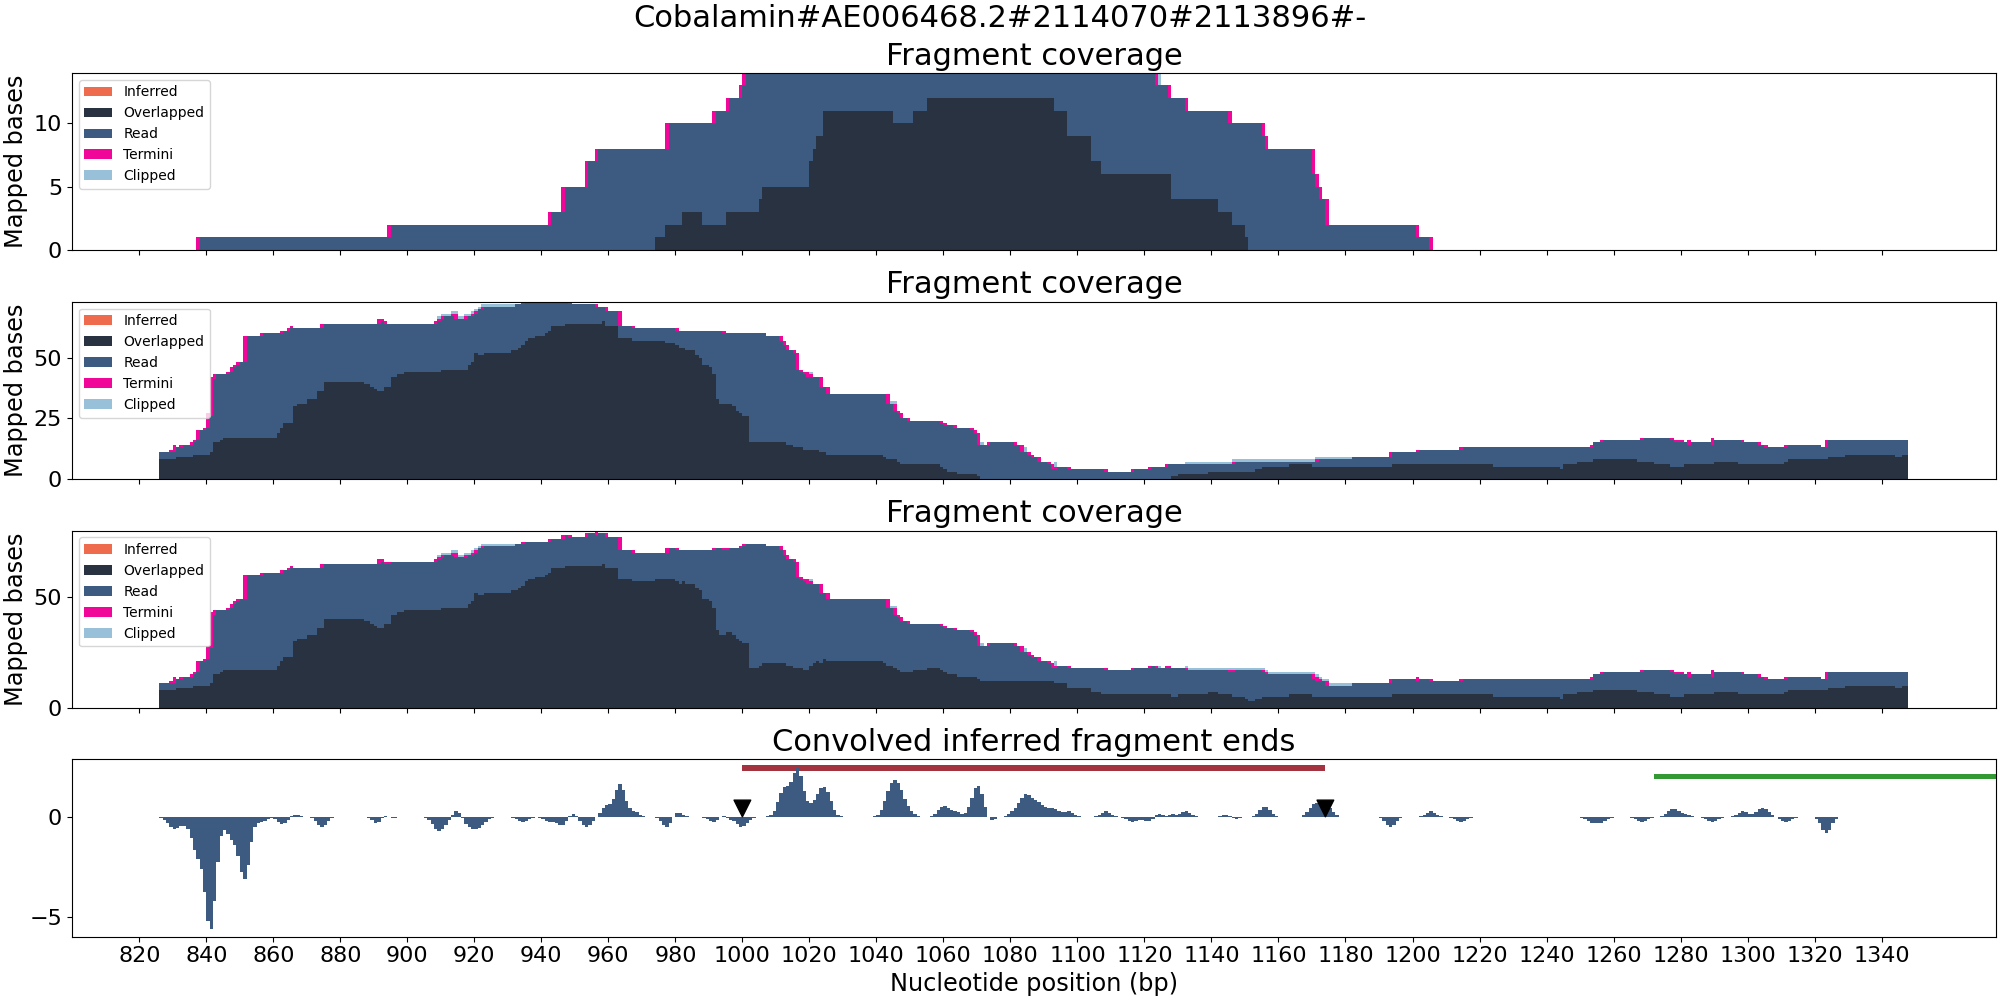 Cobalamin#AE006468.2#2114070#2113896#-
Fragment coverage
Mapped bases
10
5
0
Inferred
Overlapped
Read
Termini
Clipped
Fragment coverage
Mapped bases
50
25
0
Inferred
Overlapped
Read
Termini
Clipped
Fragment coverage
Mapped bases
50
0
Inferred
Overlapped
Read
Termini
Clipped
Convolved inferred fragment ends
0
−5
820 840 860 880 900 920 940 960 980 1000 1020 1040 1060 1080 1100 1120 1140 1160 1180 1200 1220 1240 1260 1280 1300 1320 1340
Nucleotide position (bp)